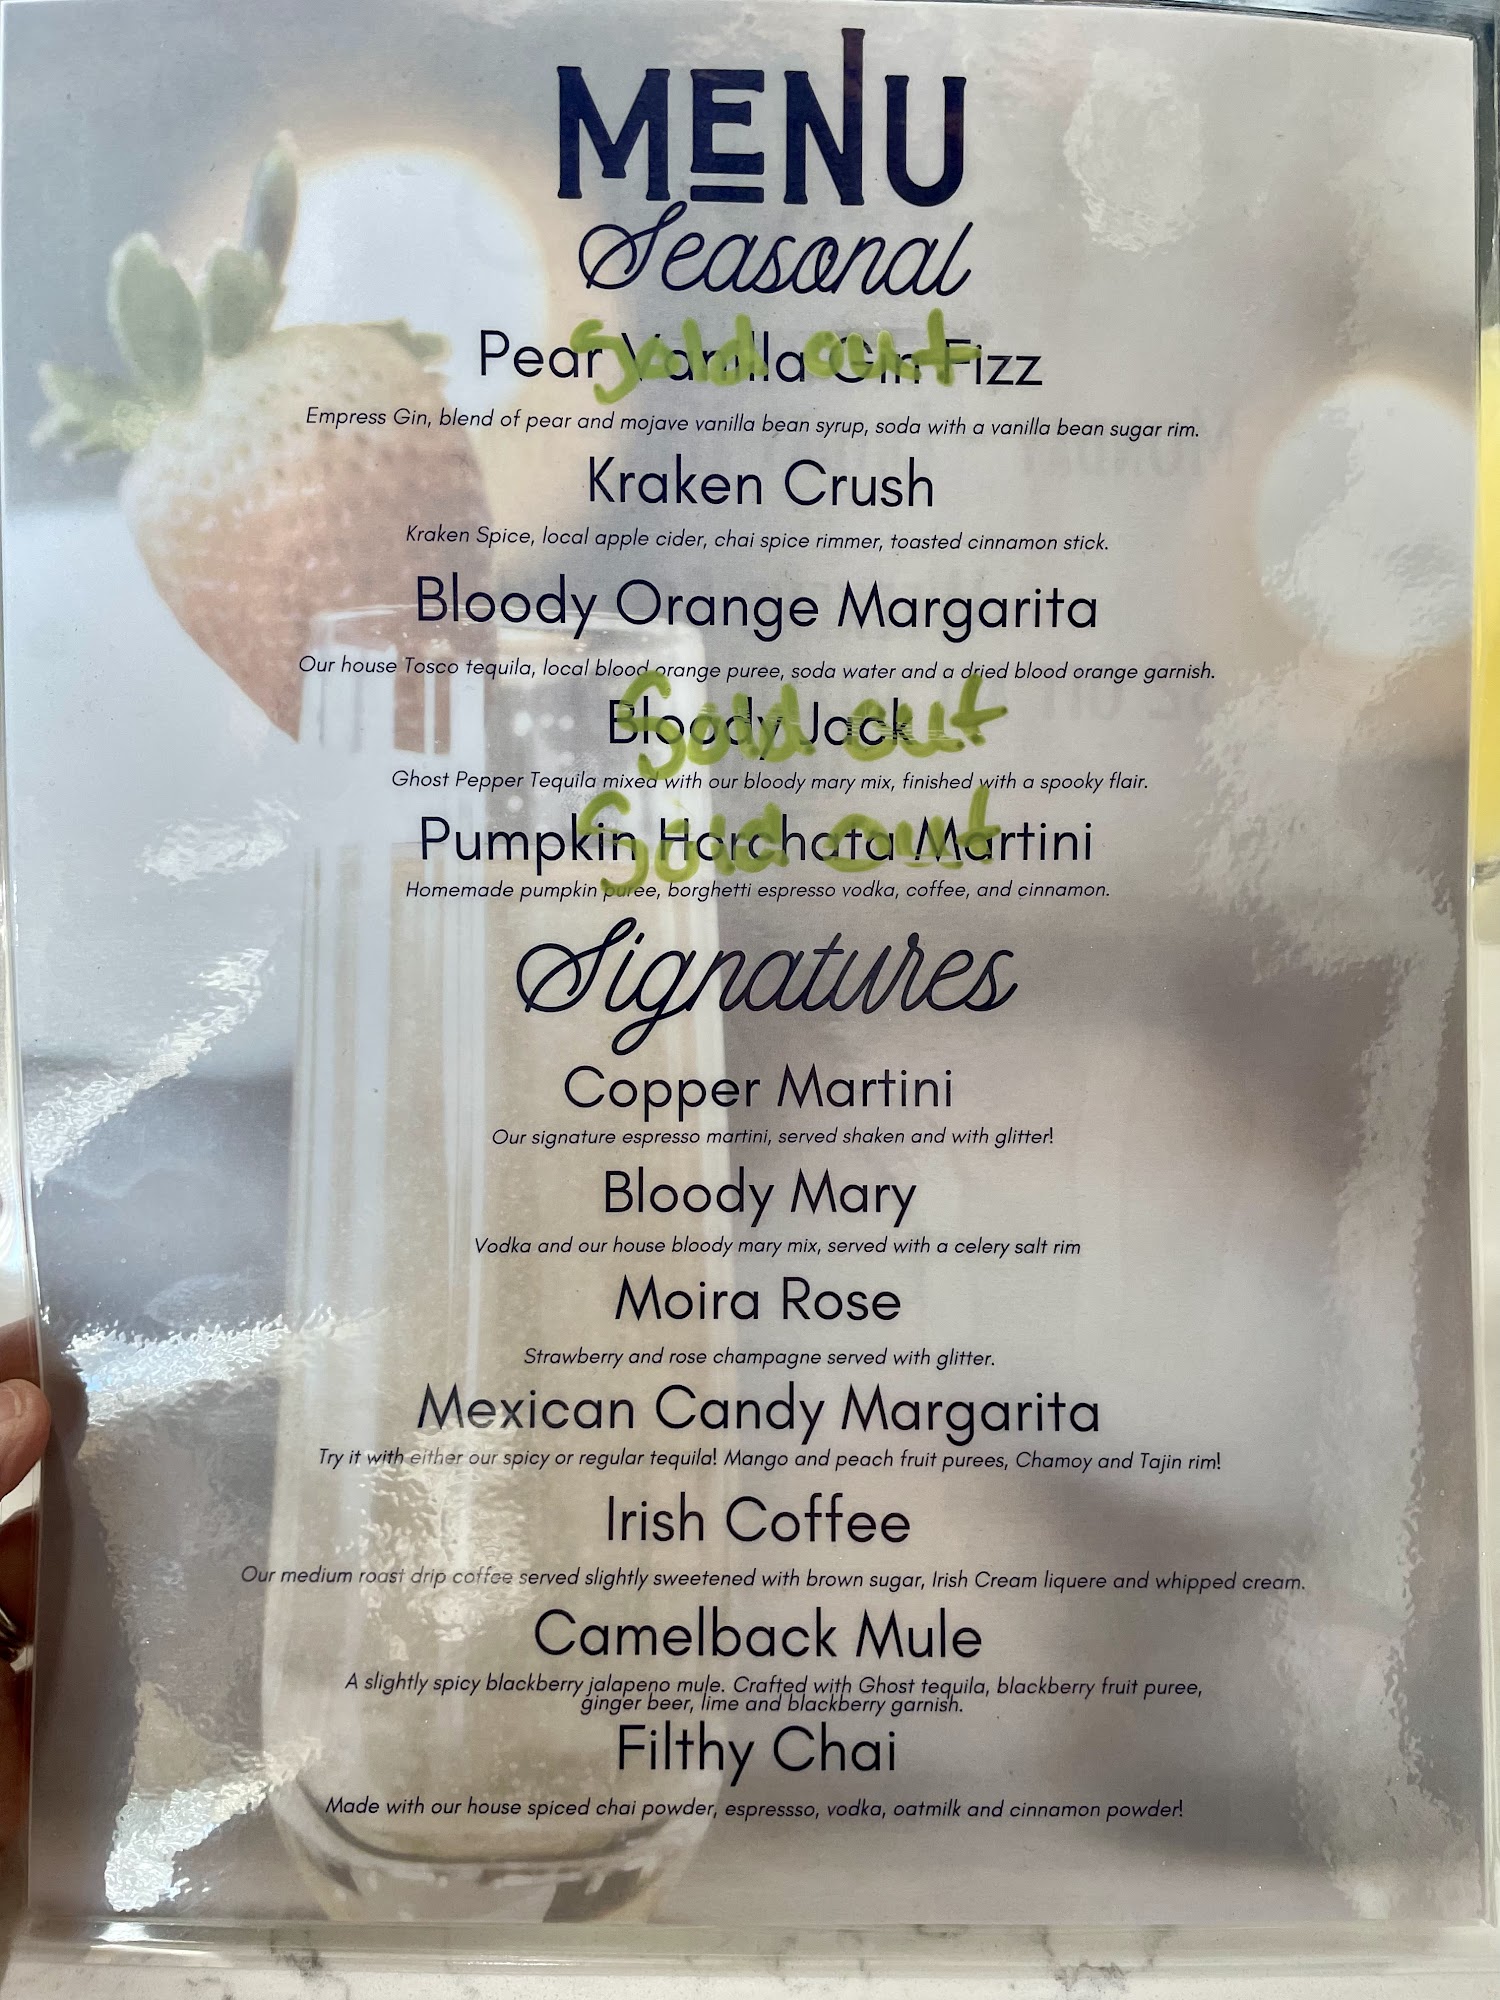 MENU
Seasonal
Pear Vanilla Gin Fizz
Sold out
Empress Gin, blend of pear and mojave vanilla bean syrup, soda with a vanilla bean sugar rim.
Kraken Crush
Kraken Spice, local apple cider, chai spice rimmer, toasted cinnamon stick.
Bloody Orange Margarita
Our house Tosco tequila, local blood orange puree, soda water and a dried blood orange garnish.
Bloody Jack
Sold out
Ghost Pepper Tequila mixed with our bloody mary mix, finished with a spooky flair.
Pumpkin Horchata Martini
Sold out
Homemade pumpkin puree, borghetti espresso vodka, coffee, and cinnamon.
Signatures
Copper Martini
Our signature espresso martini, served shaken and with glitter!
Bloody Mary
Vodka and our house bloody mary mix, served with a celery salt rim
Moira Rose
Strawberry and rose champagne served with glitter.
Mexican Candy Margarita
Try it with either our spicy or regular tequila! Mango and peach fruit purees, Chamoy and Tajin rim!
Irish Coffee
Our medium roast drip coffee served slightly sweetened with brown sugar, Irish Cream liquere and whipped cream.
Camelback Mule
A slightly spicy blackberry jalapeno mule. Crafted with Ghost tequila, blackberry fruit puree,
ginger beer, lime and blackberry garnish.
Filthy Chai
Made with our house spiced chai powder, espressso, vodka, oatmilk and cinnamon powder!